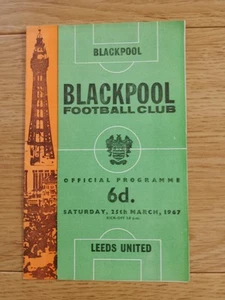 BLACKPOOL
BLACKPOOL
FOOTBALL CLUB
OFFICIAL PROGRAMME
6d.
SATURDAY, 25th MARCH, 1967
LEEDS UNITED